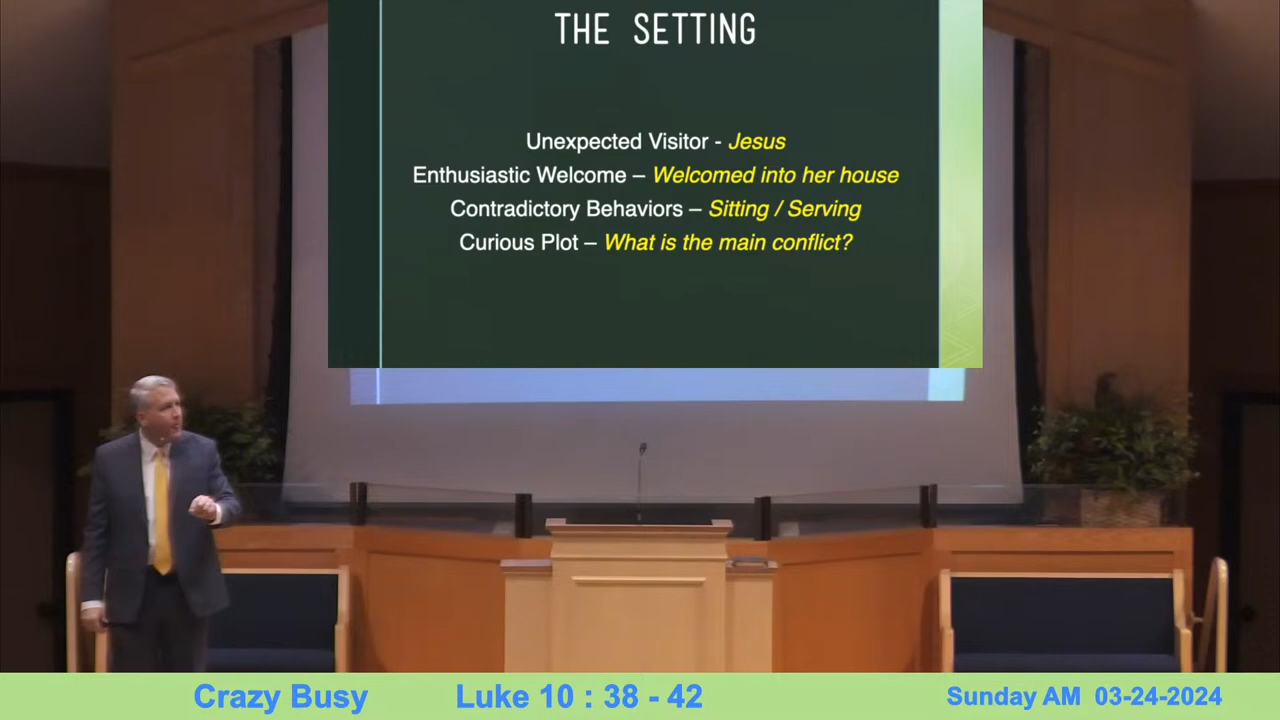 THE SETTING
Unexpected Visitor - Jesus
Enthusiastic Welcome – Welcomed into her house
Contradictory Behaviors – Sitting / Serving
Curious Plot – What is the main conflict?
Crazy Busy Luke 10 : 38 - 42 Sunday AM 03-24-2024